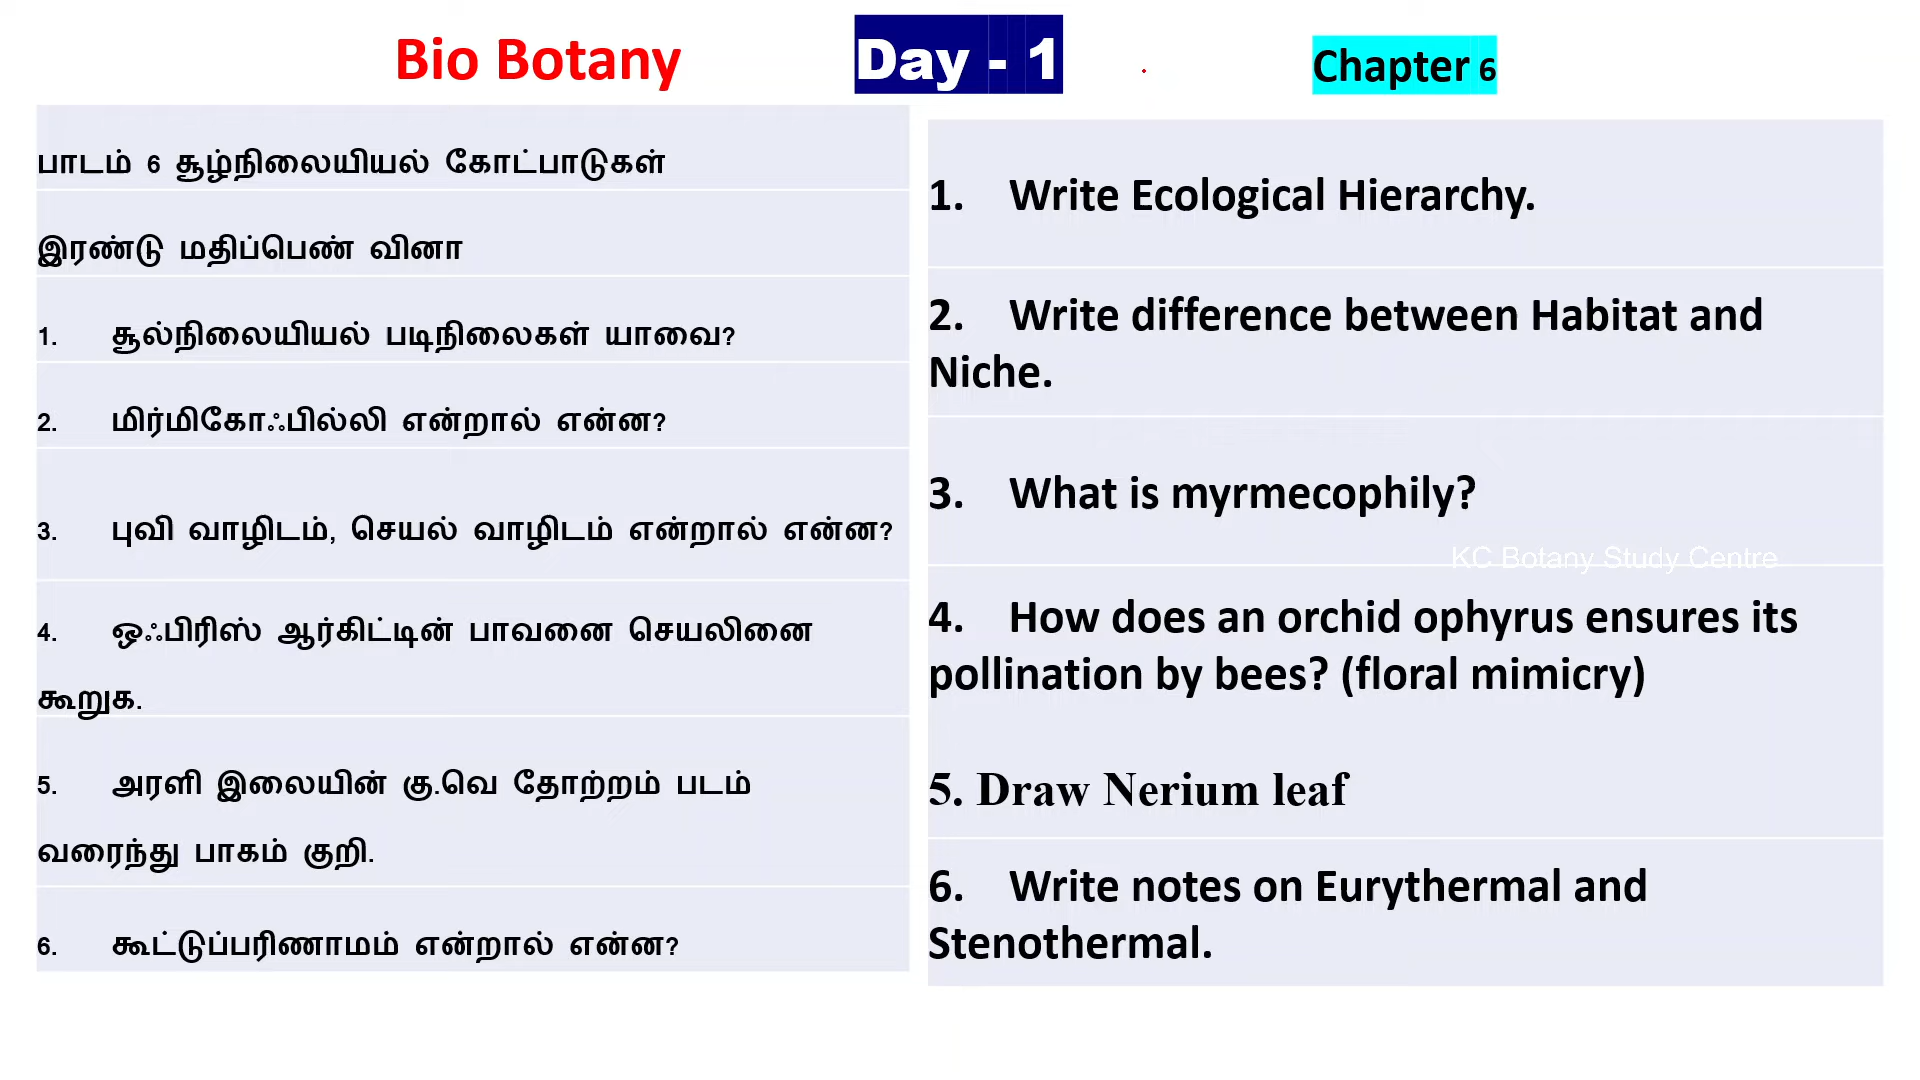 Bio Botany
Day - 1
Chapter 6
பாடம் 6 சூழ்நிலையியல் கோட்பாடுகள்
இரண்டு மதிப்பெண் வினா
1. சூல்நிலையியல் படிநிலைகள் யாவை?
2. மிர்மிகோஃபில்லி என்றால் என்ன?
3. புவி வாழிடம், செயல் வாழிடம் என்றால் என்ன?
4. ஒஃபிரிஸ் ஆர்கிட்டின் பாவனை செயலினை
கூறுக.
5. அரளி இலையின் கு.வெ தோற்றம் படம்
வரைந்து பாகம் குறி.
6. கூட்டுப்பரிணாமம் என்றால் என்ன?
1. Write Ecological Hierarchy.
2. Write difference between Habitat and
Niche.
3. What is myrmecophily?
KC Botany Study Centre
4. How does an orchid ophyrus ensures its
pollination by bees? (floral mimicry)
5. Draw Nerium leaf
6. Write notes on Eurythermal and
Stenothermal.